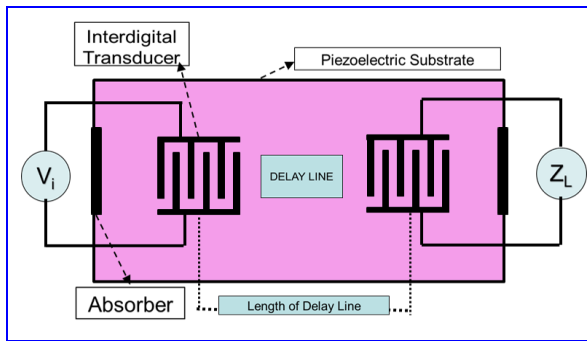 Interdigital
Transducer
Piezoelectric Substrate
Vi
DELAY LINE
ZL
Absorber
Length of Delay Line